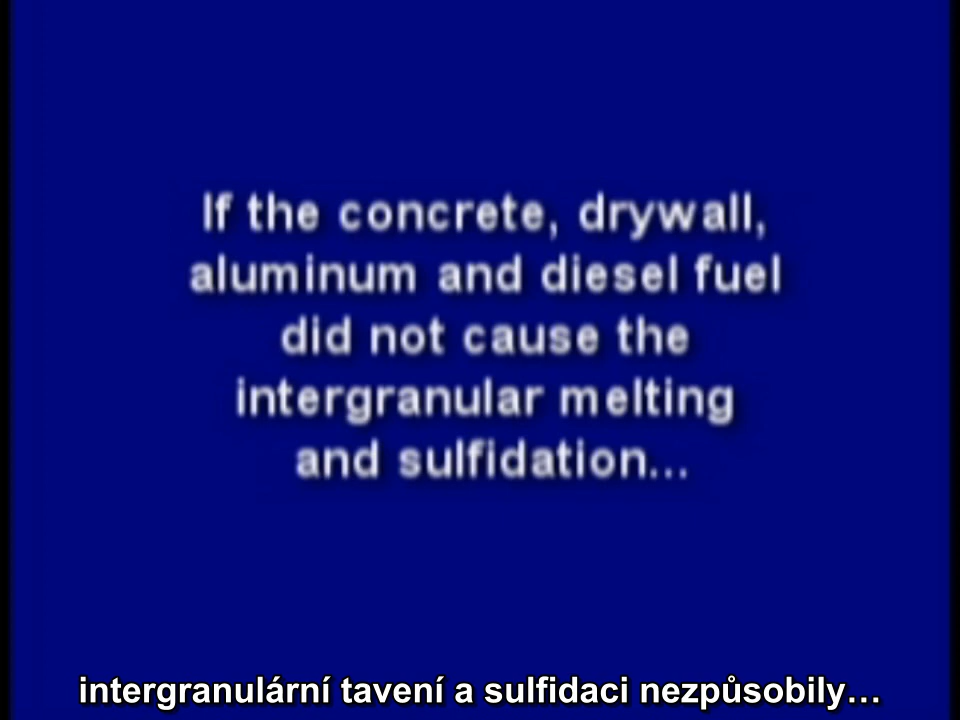 If the concrete, drywall,
aluminum and diesel fuel
did not cause the
intergranular melting
and sulfidation...
intergranulární tavení a sulfidaci nezpůsobily…